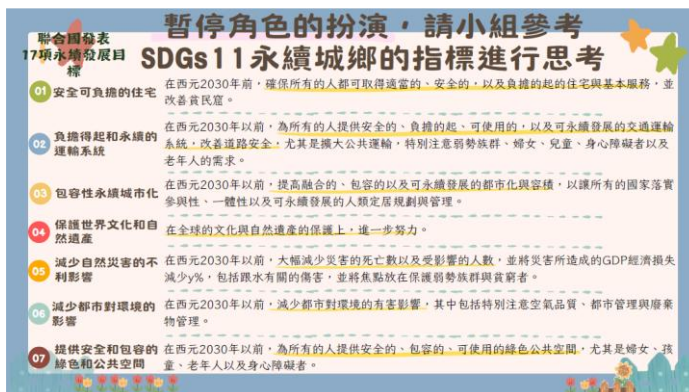 聯合國發表
17項永續發展目
標
暫停角色的扮演，請小組參考
SDGs11永續城鄉的指標進行思考
01 安全可負擔的住宅
在西元2030年前，確保所有的人都可取得適當的、安全的，以及負擔的起的住宅與基本服務，並
改善貧民窟。
02 負擔得起和永續的
運輸系統
在西元2030年以前，為所有的人提供安全的、負擔的起、可使用的，以及可永續發展的交通運輸
系統，改善道路安全，尤其是擴大公共運輸，特別注意弱勢族群、婦女、兒童、身心障礙者以及
老年人的需求。
03 包容性永續城市化
在西元2030年以前，提高融合的、包容的以及可永續發展的都市化與容積，以讓所有的國家落實
參與性、一體性以及可永續發展的人類定居規劃與管理。
04 保護世界文化和自
然遺產
在全球的文化與自然遺產的保護上，進一步努力。
05 減少自然災害的不
利影響
在西元2030年以前，大幅減少災害的死亡數以及受影響的人數，並將災害所造成的GDP經濟損失
減少y%，包括跟水有關的傷害，並將焦點放在保護弱勢族群與貧窮者。
06 減少都市對環境的
影響
在西元2030年以前，減少都市對環境的有害影響，其中包括特別注意空氣品質、都市管理與廢棄
物管理。
07 提供安全和包容的
綠色和公共空間
在西元2030年以前，為所有的人提供安全的、包容的、可使用的綠色公共空間，尤其是婦女、孩
童、老年人以及身心障礙者。